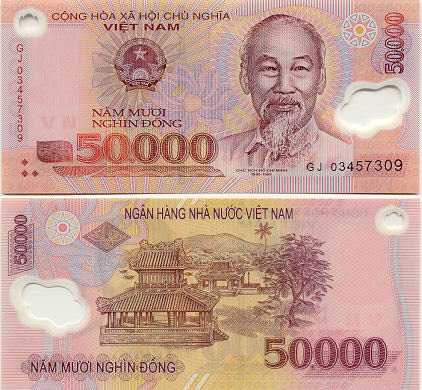 CỘNG HÒA XÃ HỘI CHỦ NGHĨA
VIỆT NAM
50000
GJ 03457309
NĂM MƯƠI
NGHÌN ĐỒNG
50.000
CHỦ TỊCH HỒ CHÍ MINH
1890-1969
GJ 03457309
NGÂN HÀNG NHÀ NƯỚC VIỆT NAM
50000
NĂM MƯƠI NGHÌN ĐỒNG
50000